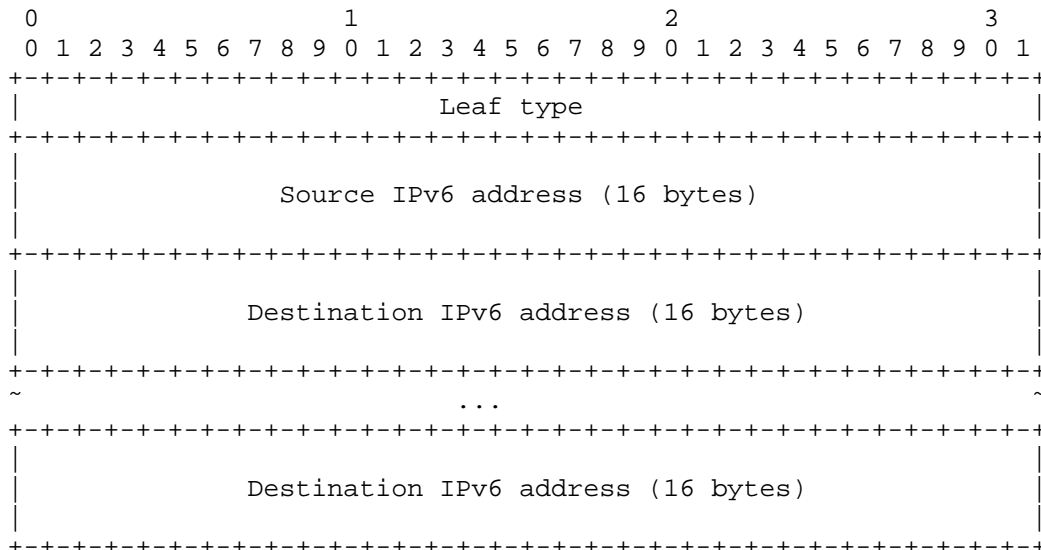 0                   1                   2                   3
 0 1 2 3 4 5 6 7 8 9 0 1 2 3 4 5 6 7 8 9 0 1 2 3 4 5 6 7 8 9 0 1
+-+-+-+-+-+-+-+-+-+-+-+-+-+-+-+-+-+-+-+-+-+-+-+-+-+-+-+-+-+-+-+-+
|                          Leaf type                            |
+-+-+-+-+-+-+-+-+-+-+-+-+-+-+-+-+-+-+-+-+-+-+-+-+-+-+-+-+-+-+-+-+
|                                                               |
|                Source IPv6 address (16 bytes)                 |
|                                                               |
+-+-+-+-+-+-+-+-+-+-+-+-+-+-+-+-+-+-+-+-+-+-+-+-+-+-+-+-+-+-+-+-+
|                                                               |
|              Destination IPv6 address (16 bytes)              |
|                                                               |
+-+-+-+-+-+-+-+-+-+-+-+-+-+-+-+-+-+-+-+-+-+-+-+-+-+-+-+-+-+-+-+-+
~                           ...                                 ~
+-+-+-+-+-+-+-+-+-+-+-+-+-+-+-+-+-+-+-+-+-+-+-+-+-+-+-+-+-+-+-+-+
|                                                               |
|              Destination IPv6 address (16 bytes)              |
|                                                               |
+-+-+-+-+-+-+-+-+-+-+-+-+-+-+-+-+-+-+-+-+-+-+-+-+-+-+-+-+-+-+-+-+